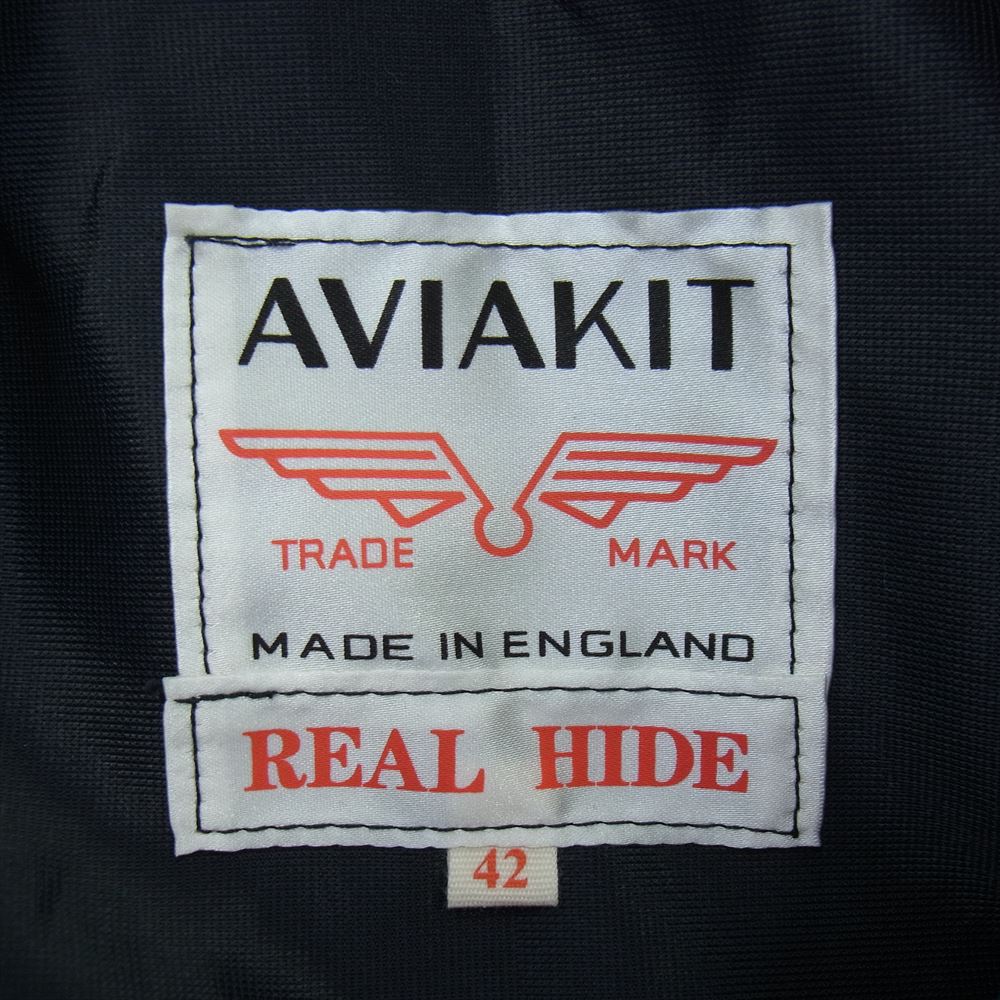 AVIAKIT
TRADE MARK
MADE IN ENGLAND
REAL HIDE
42